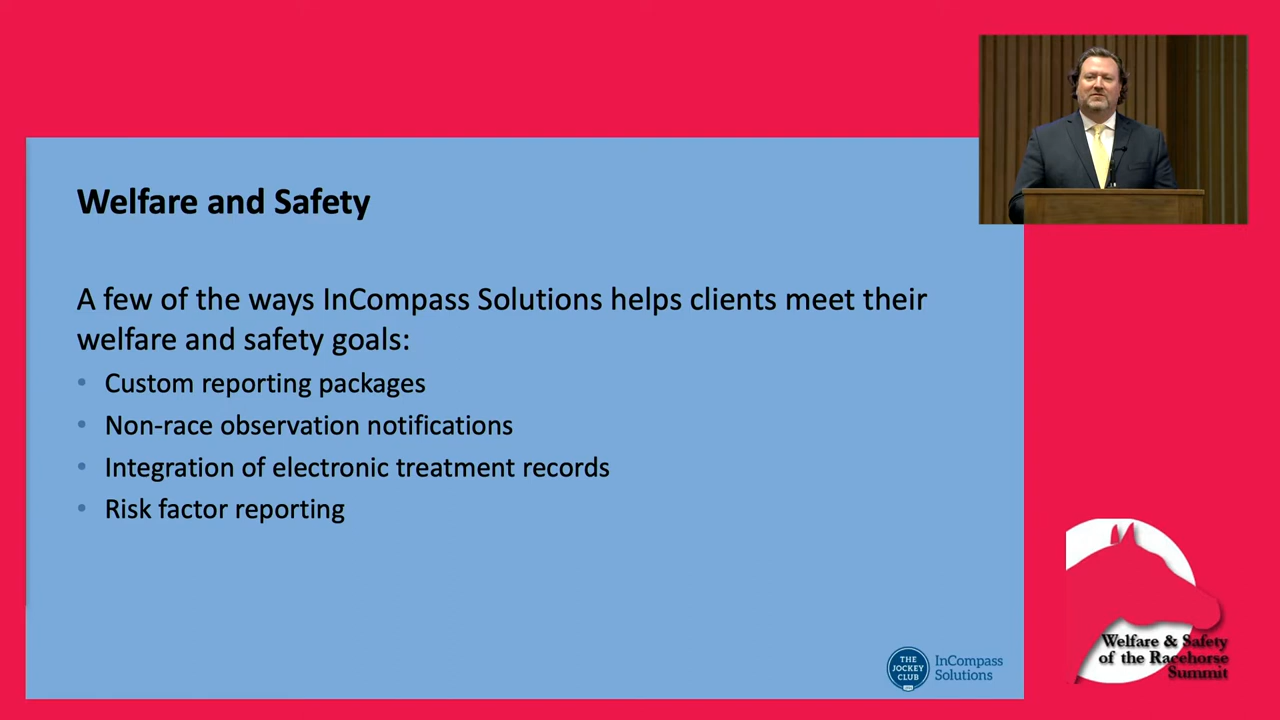 Welfare and Safety
A few of the ways InCompass Solutions helps clients meet their
welfare and safety goals:
• Custom reporting packages
• Non-race observation notifications
• Integration of electronic treatment records
• Risk factor reporting
THE
JOCKEY
CLUB
InCompass
Solutions
Welfare & Safety
of the Racehorse
Summit